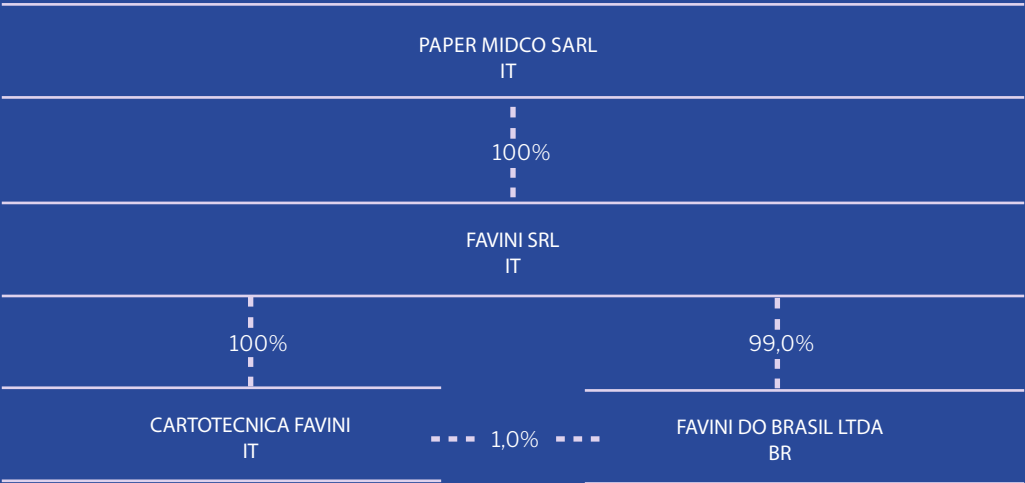 PAPER MIDCO SARL
IT
100%
FAVINI SRL
IT
100%
99,0%
CARTOTECNICA FAVINI
IT
1,0%
FAVINI DO BRASIL LTDA
BR